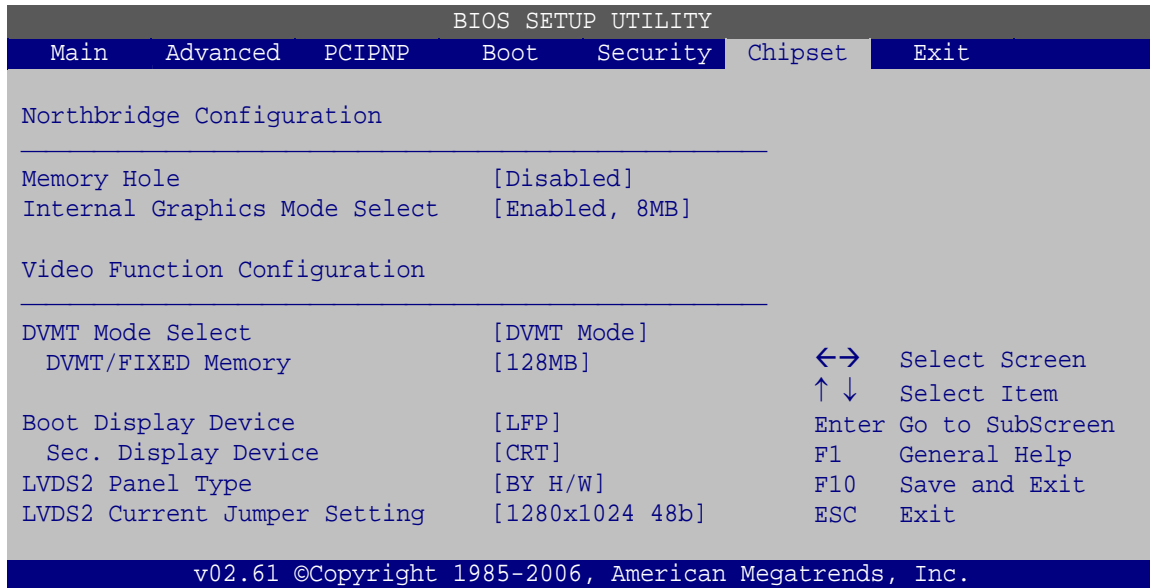 BIOS SETUP UTILITY
Main Advanced PCIPNP Boot Security Chipset Exit
Northbridge Configuration
Memory Hole [Disabled]
Internal Graphics Mode Select [Enabled, 8MB]
Video Function Configuration
DVMT Mode Select [DVMT Mode]
DVMT/FIXED Memory [128MB]
Boot Display Device [LFP]
Sec. Display Device [CRT]
LVDS2 Panel Type [BY H/W]
LVDS2 Current Jumper Setting [1280x1024 48b]
←→ Select Screen
↑ ↓ Select Item
Enter Go to SubScreen
F1 General Help
F10 Save and Exit
ESC Exit
v02.61 ©Copyright 1985-2006, American Megatrends, Inc.